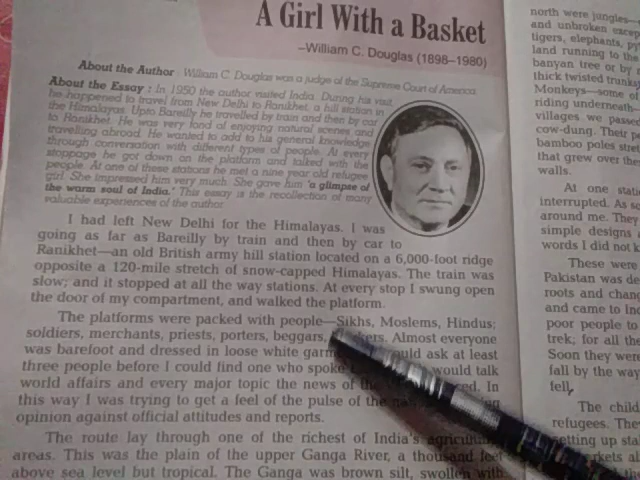 A Girl With a Basket
–William C. Douglas (1898–1980)
About the Author : William C. Douglas was a judge of the Supreme Court of America.
About the Essay : In 1950 the author visited India. During his visit,
he happened to travel from New Delhi to Ranikhet, a hill station in
the Himalayas. Upto Bareilly he travelled by train and then by car
to Ranikhet. He was very fond of enjoying natural scenes and
travelling abroad. He wanted to add to his general knowledge
through conversation with different types of people. At every
stoppage he got down on the platform and talked with the
people. At one of these stations he met a nine year old refugee
girl. She impressed him very much. She gave him 'a glimpse of
the warm soul of India.' This essay is the recollection of many
valuable experiences of the author.
I had left New Delhi for the Himalayas. I was
going as far as Bareilly by train and then by car to
Ranikhet—an old British army hill station located on a 6,000-foot ridge
opposite a 120-mile stretch of snow-capped Himalayas. The train was
slow; and it stopped at all the way stations. At every stop I swung open
the door of my compartment, and walked the platform.
The platforms were packed with people—Sikhs, Moslems, Hindus;
soldiers, merchants, priests, porters, beggars, Almost everyone
was barefoot and dressed in loose white ask at least
three people before I could find one who spoke would talk
world affairs and every major topic the news of In
this way I was trying to get a feel of the pulse of the
opinion against official attitudes and reports.
The route lay through one of the richest of India's
areas. This was the plain of the upper Ganga River, a thousand feet
above sea level but tropical. The Ganga was brown silt, swollen with
north were jungles—
and unbroken
tigers, elephants,
land running to the
banyan tree or by
thick twisted
Monkeys—some of
riding underneath
villages we passed
cow-dung. Their
bamboo poles
that grew over the
walls.
At one
interrupted. As
around me. They
simple designs
words I did not
These were
Pakistan was
roots and
and came to
poor people to
trek; for all the
Soon they were
fall by the way
fell,
The child
refugees. They
setting up